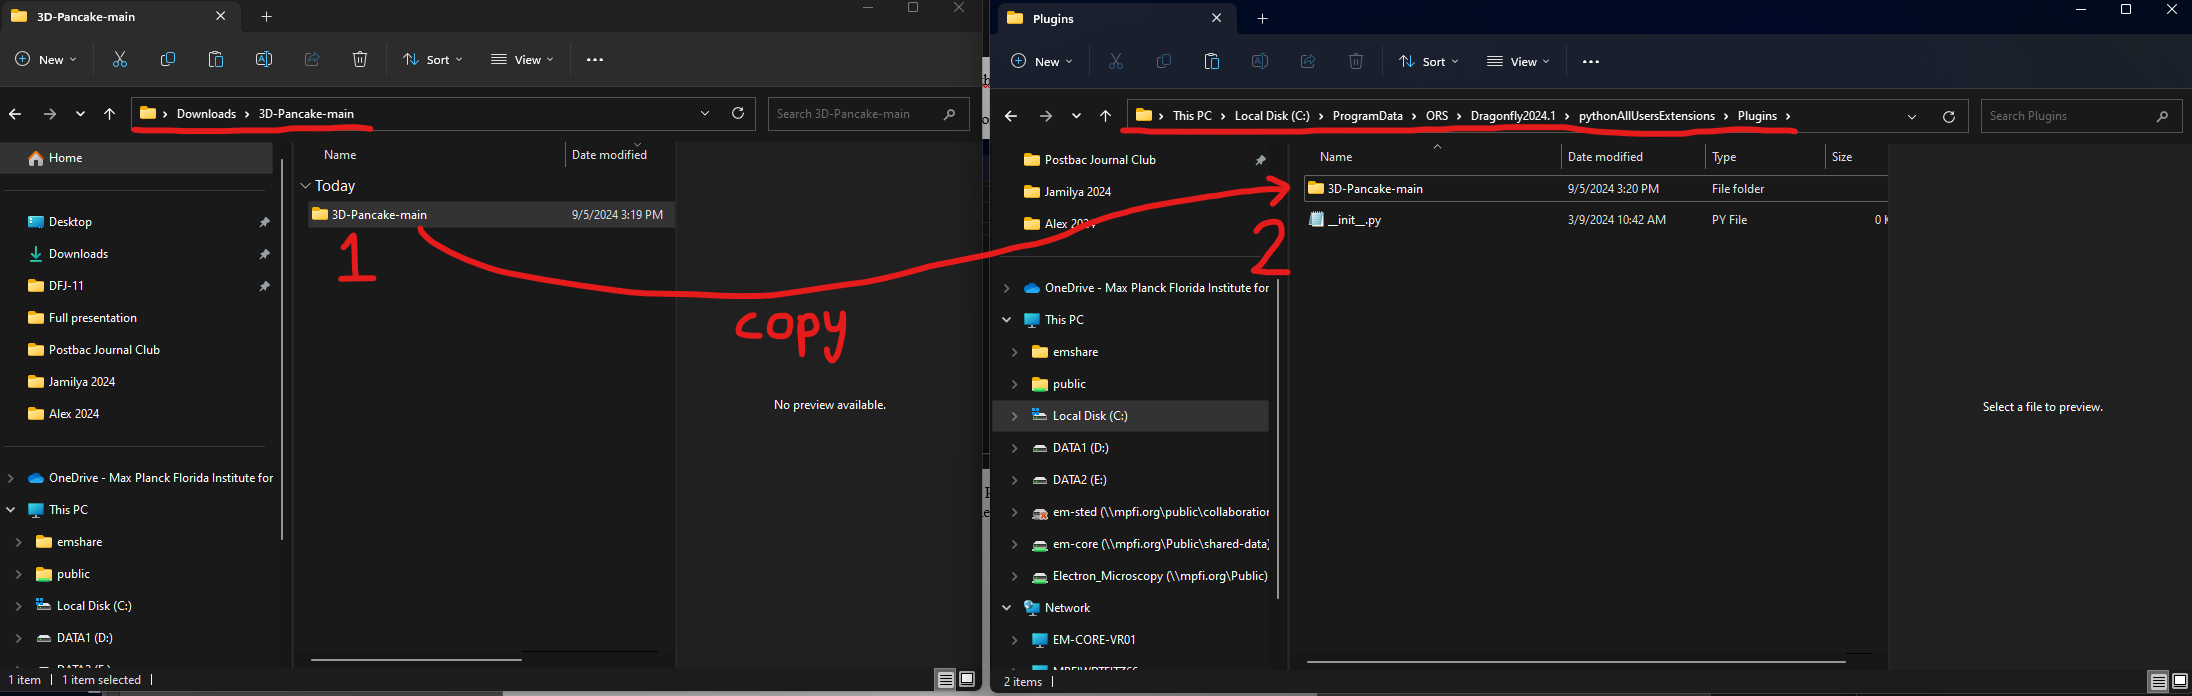 3D-Pancake-main
New
Sort
View
Downloads
3D-Pancake-main
Search 3D-Pancake-main
Home
Desktop
Downloads
DFJ-11
Full presentation
Postbac Journal Club
Jamilya 2024
Alex 2024
OneDrive - Max Planck Florida Institute for
This PC
emshare
public
Local Disk (C:)
DATA1 (D:)
Name
Date modified
Today
3D-Pancake-main
9/5/2024 3:19 PM
1
copy
No preview available.
1 item
1 item selected
Plugins
New
Sort
View
This PC
Local Disk (C:)
ProgramData
ORS
Dragonfly2024.1
pythonAllUsersExtensions
Plugins
Search Plugins
Postbac Journal Club
Jamilya 2024
Alex 2024
OneDrive - Max Planck Florida Institute for
This PC
emshare
public
Local Disk (C:)
DATA1 (D:)
DATA2 (E:)
em-sted (\\mpfi.org\public\collaboration
em-core (\\mpfi.org\Public\shared-data)
Electron_Microscopy (\\mpfi.org\Public)
Network
EM-CORE-VR01
2
Name
Date modified
Type
Size
3D-Pancake-main
9/5/2024 3:20 PM
File folder
__init__.py
3/9/2024 10:42 AM
PY File
0 K
Select a file to preview.
2 items